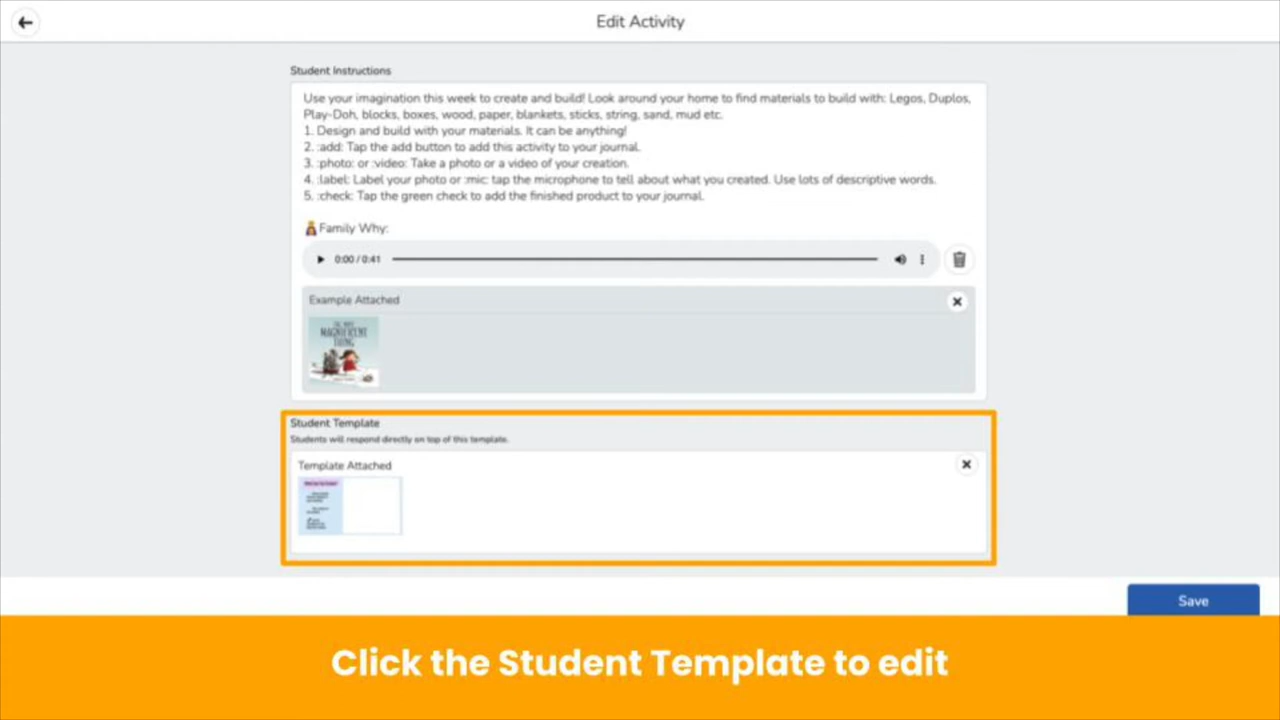 Edit Activity
Student Instructions
Use your imagination this week to create and build! Look around your home to find materials to build with: Legos, Duplos,
Play-Doh, blocks, boxes, wood, paper, blankets, sticks, string, sand, mud etc.
1. Design and build with your materials. It can be anything!
2. :add: Tap the add button to add this activity to your journal.
3. :photo: or :video: Take a photo or a video of your creation.
4. :label: Label your photo or :mic: tap the microphone to tell about what you created. Use lots of descriptive words.
5. :check: Tap the green check to add the finished product to your journal.
Family Why:
0:00 / 0:41
Example Attached
THE MOST
MAGNIFICENT
THING
Student Template
Students will respond directly on top of this template.
Template Attached
Save
Click the Student Template to edit